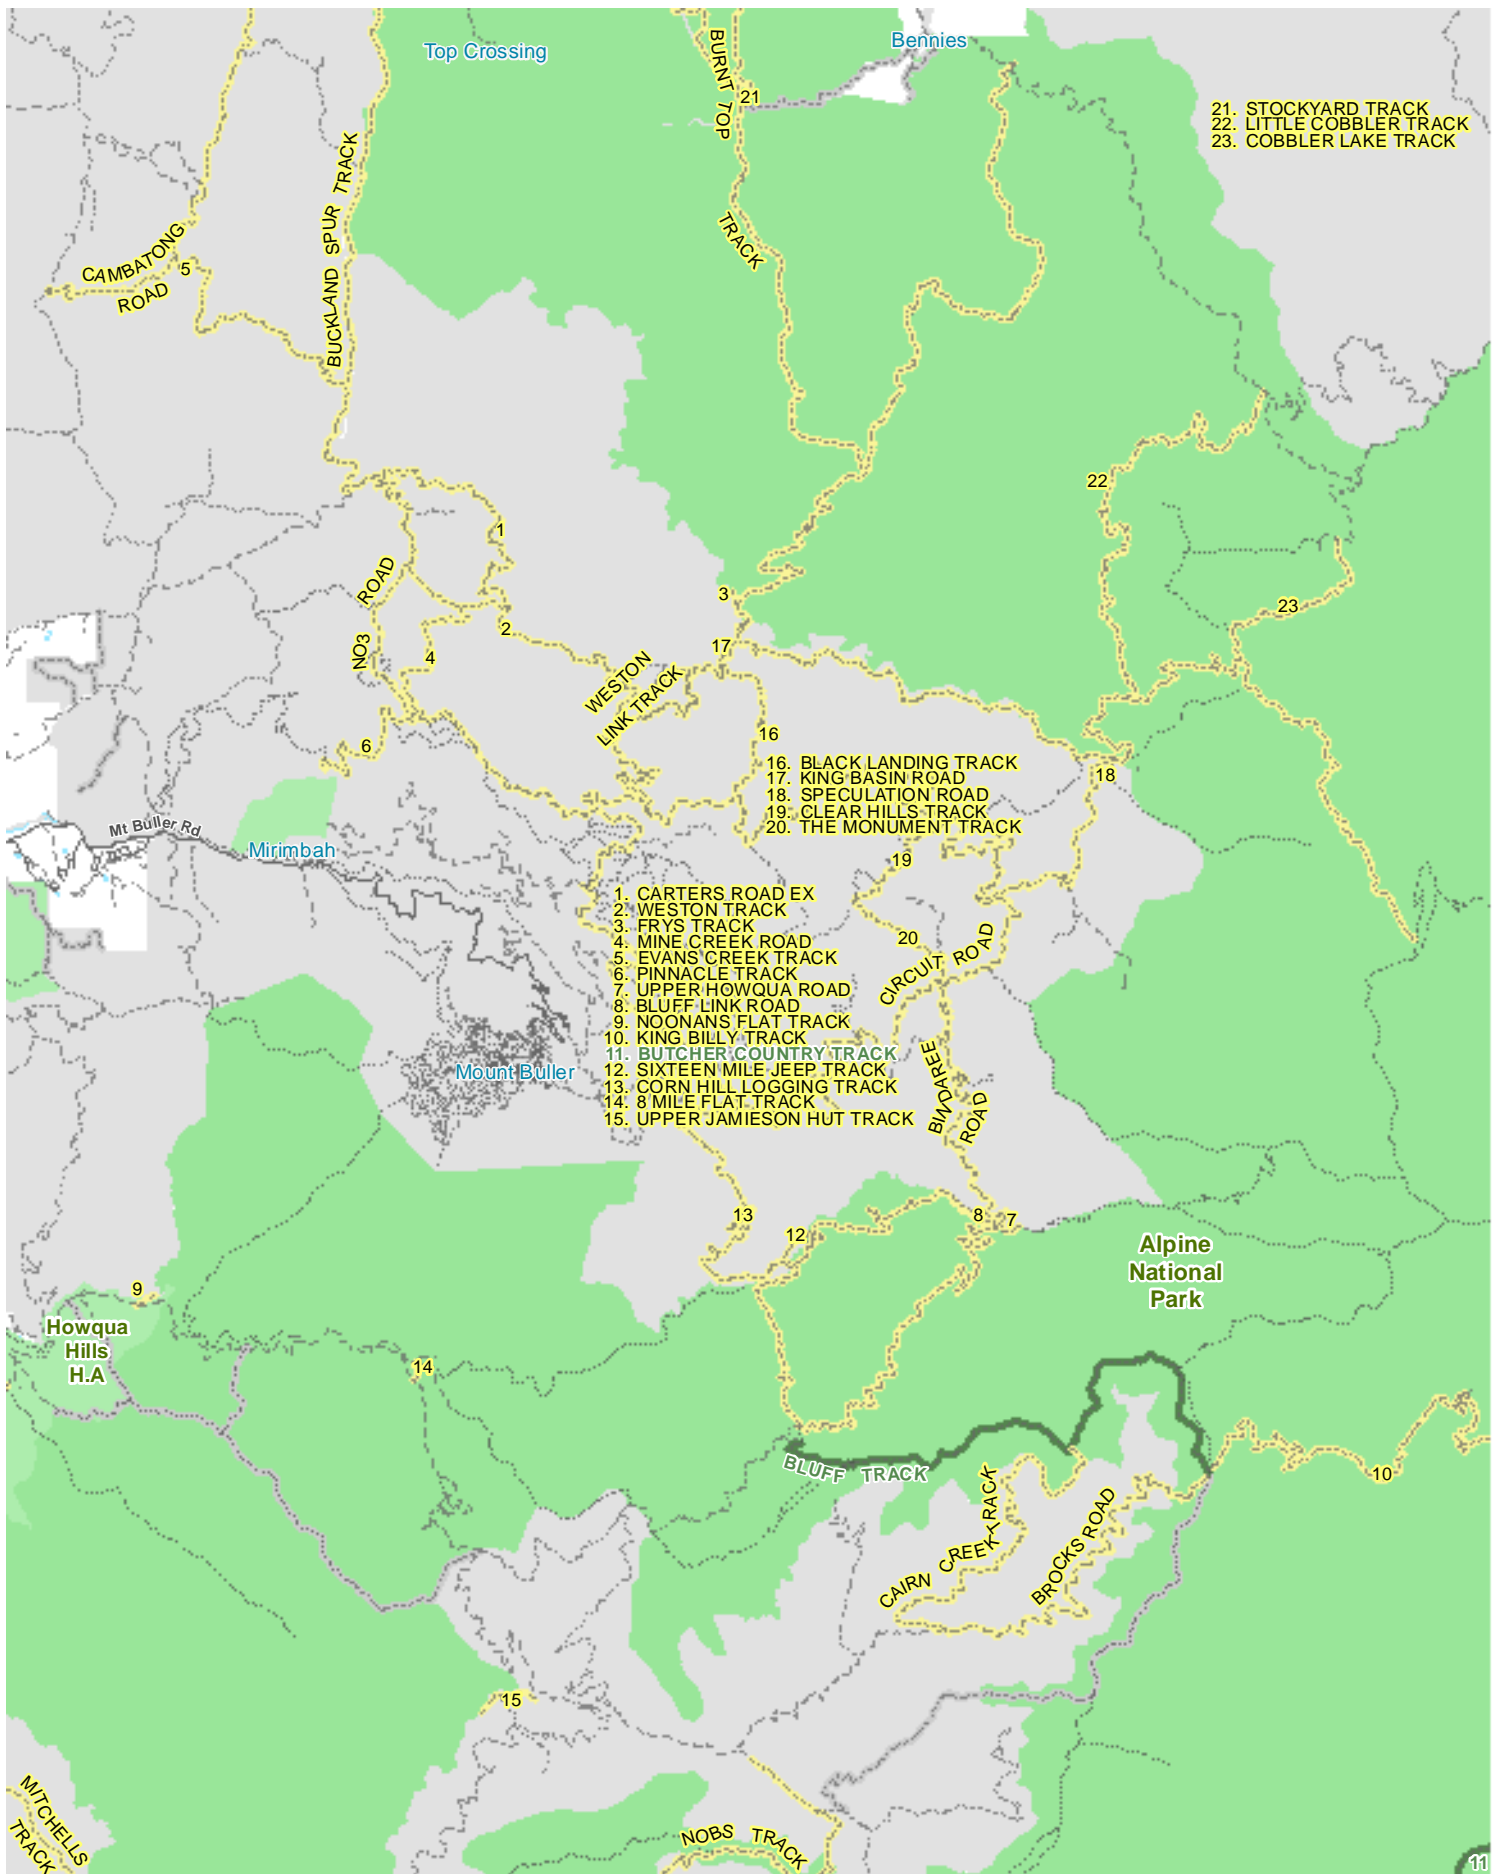 Top Crossing
Bennies
BURNT TOP
21
21. STOCKYARD TRACK
22. LITTLE COBBLER TRACK
23. COBBLER LAKE TRACK
BUCKLAND SPUR TRACK
TRACK
CAMBATONG
5
ROAD
22
1
ROAD
3
23
2
NO3
4
17
WESTON
LINK TRACK
16
6
16. BLACK LANDING TRACK
17. KING BASIN ROAD
18. SPECULATION ROAD
19. CLEAR HILLS TRACK
20. THE MONUMENT TRACK
18
Mt Buller Rd
Mirimbah
19
1. CARTERS ROAD EX
2. WESTON TRACK
3. FRYS TRACK
4. MINE CREEK ROAD
5. EVANS CREEK TRACK
6. PINNACLE TRACK
7. UPPER HOWQUA ROAD
8. BLUFF LINK ROAD
9. NOONANS FLAT TRACK
10. KING BILLY TRACK
11. BUTCHER COUNTRY TRACK
12. SIXTEEN MILE JEEP TRACK
13. CORN HILL LOGGING TRACK
14. 8 MILE FLAT TRACK
15. UPPER JAMIESON HUT TRACK
20
CIRCUIT ROAD
Mount Buller
BINDAREE
ROAD
13
12
8
7
Alpine
National
Park
9
Howqua
Hills
H.A
14
BLUFF TRACK
10
CAIRN CREEK TRACK
BROCKS ROAD
15
MITCHELLS
TRACK
NOBS TRACK
11